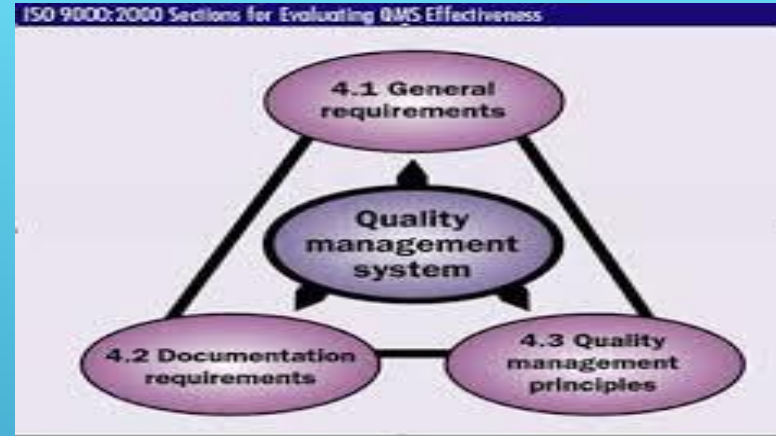 ISO 9000:2000 Sections for Evaluating QMS Effectiveness
4.1 General
requirements
Quality
management
system
4.2 Documentation
requirements
4.3 Quality
management
principles